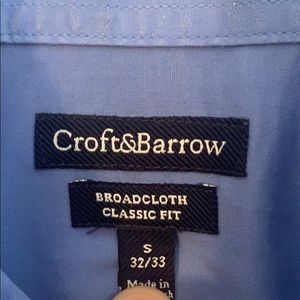 Croft&Barrow
BROADCLOTH
CLASSIC FIT
S
32/33
Made in